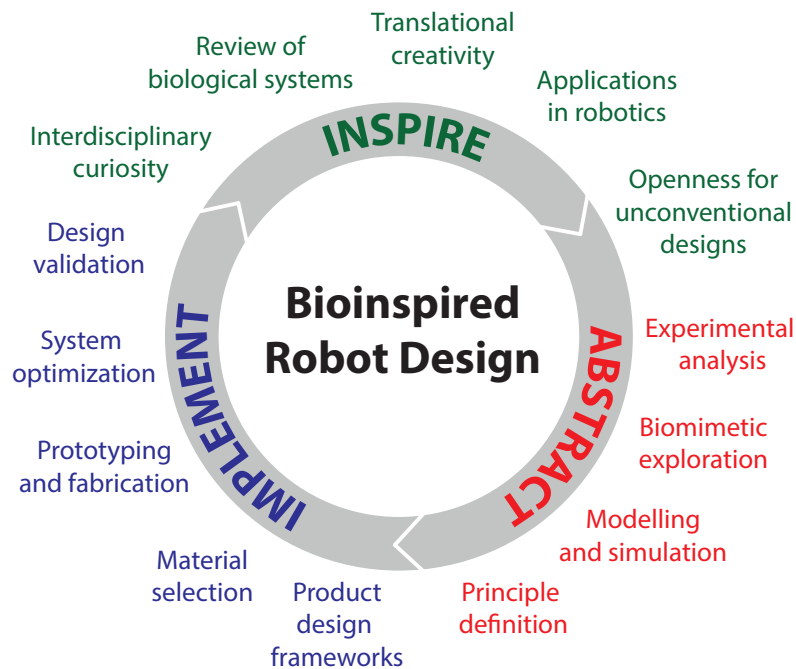 Translational
creativity
Review of
biological systems
Applications
in robotics
INSPIRE
Interdisciplinary
curiosity
Openness for
unconventional
designs
Design
validation
Bioinspired
Robot Design
Experimental
analysis
ABSTRACT
System
optimization
IMPLEMENT
Biomimetic
exploration
Prototyping
and fabrication
Modelling
and simulation
Material
selection
Product
design
frameworks
Principle
definition